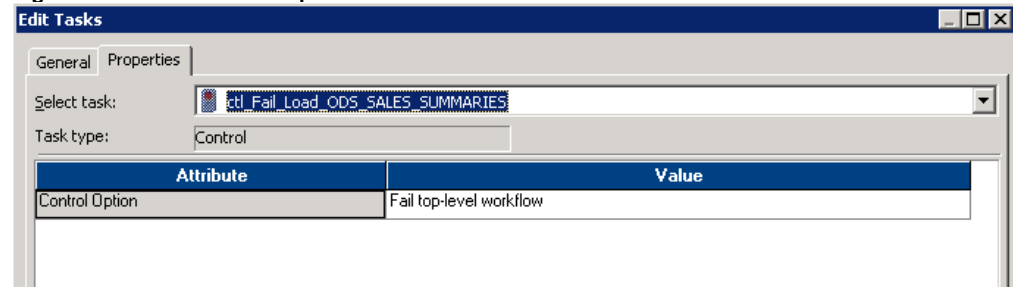 Edit Tasks
General Properties
Select task: ctl_Fail_Load_ODS_SALES_SUMMARIES
Task type: Control
Attribute Value
Control Option Fail top-level workflow